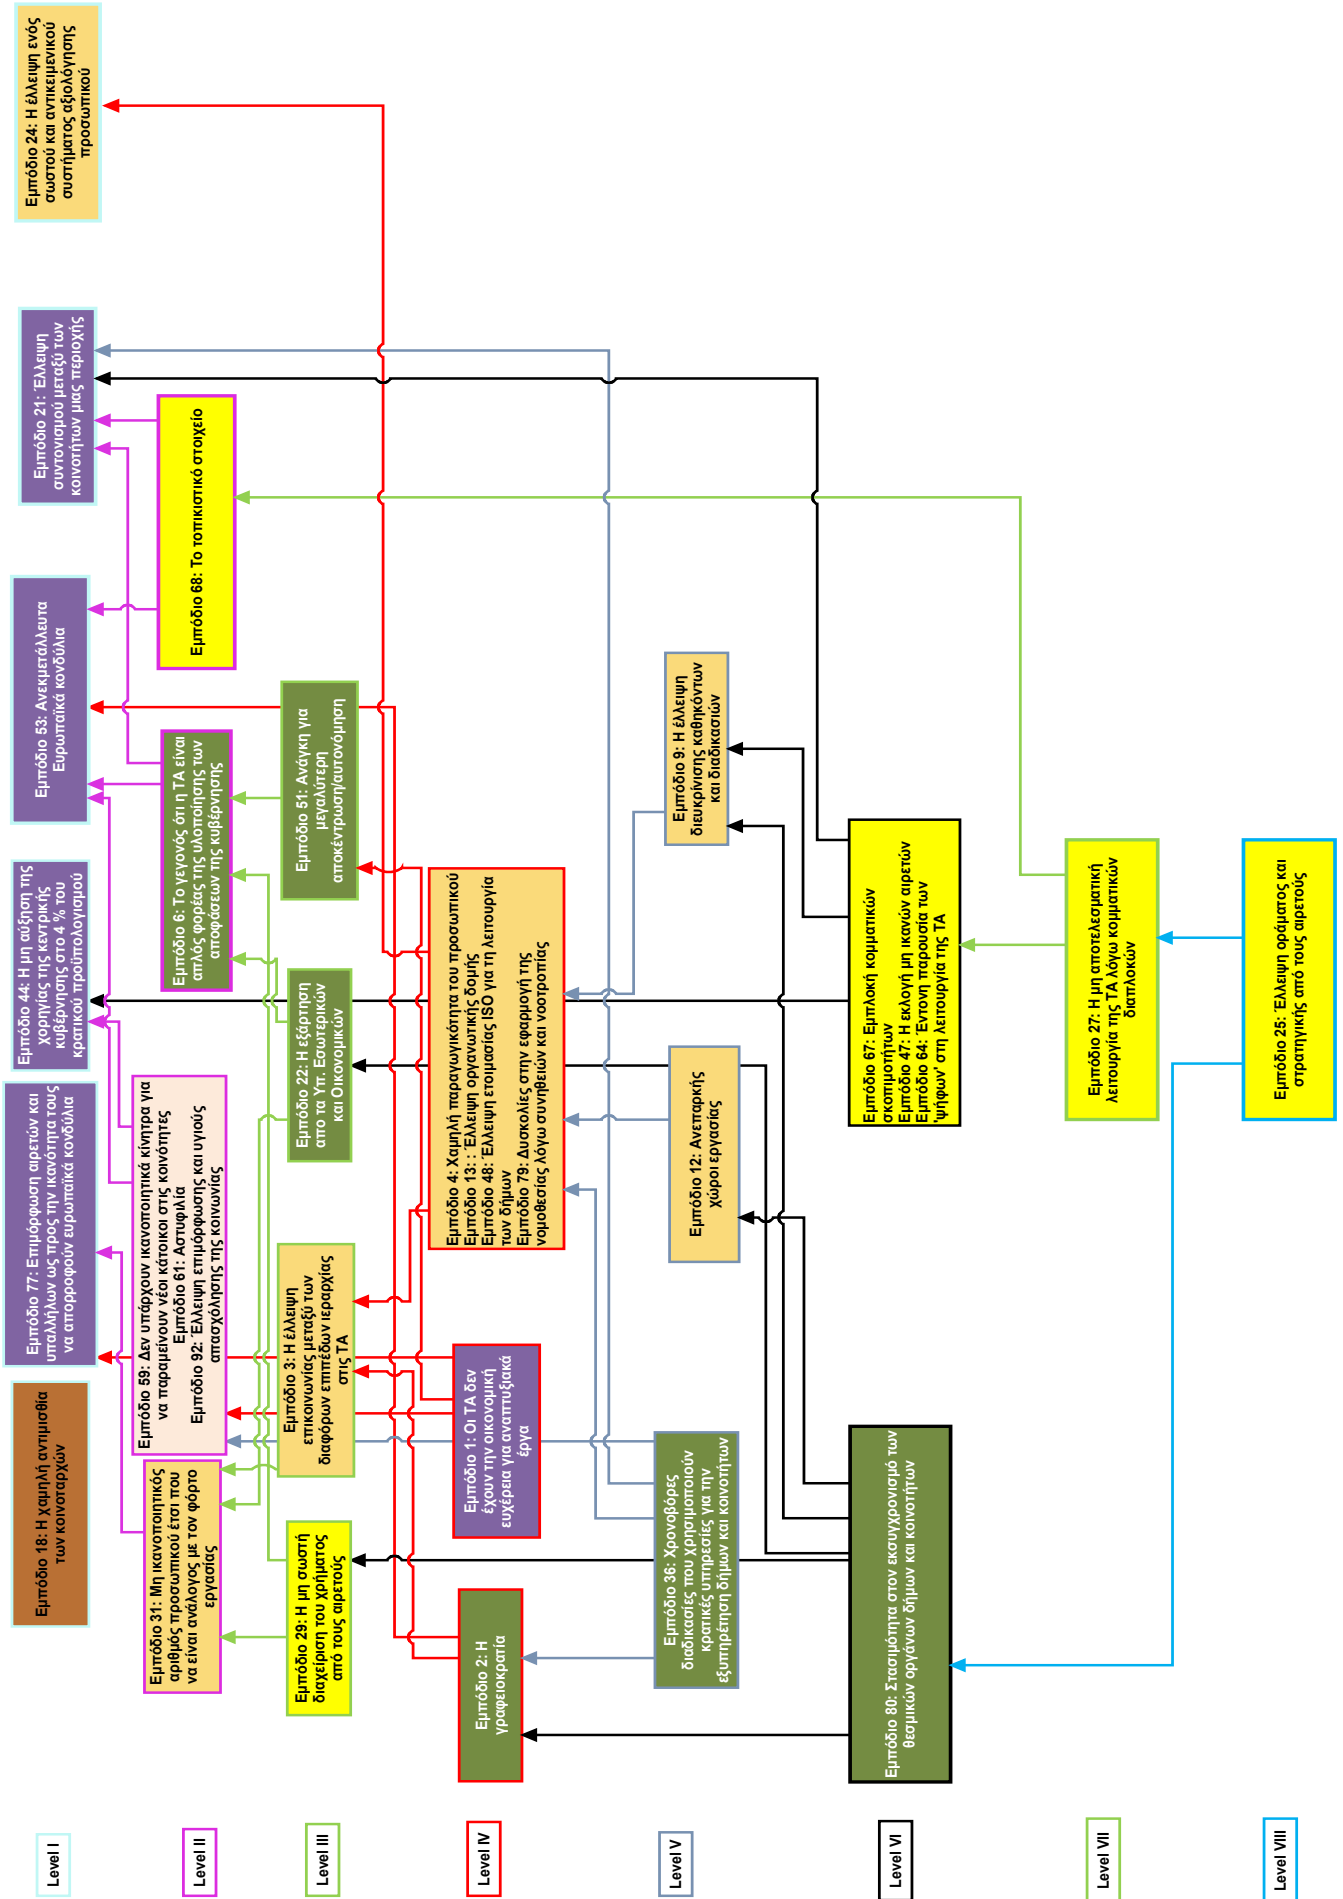 Level I
Εμπόδιο 18: Η χαμηλή αντιμισθία
των κοινοταρχών
Εμπόδιο 77: Επιμόρφωση αιρετών και
υπαλλήλων ως προς την ικανότητα τους
να απορροφούν ευρωπαϊκά κονδύλια
Εμπόδιο 44: Η μη αύξηση της
χορηγίας της κεντρικής
κυβέρνησης στο 4 % του
κρατικού προϋπολογισμού
Εμπόδιο 53: Ανεκμετάλλευτα
Ευρωπαϊκά κονδύλια
Εμπόδιο 21: Έλλειψη
συντονισμού μεταξύ των
κοινοτήτων μιας περιοχής
Εμπόδιο 24: Η έλλειψη ενός
σωστού και αντικειμενικού
συστήματος αξιολόγησης
προσωπικού
Level II
Εμπόδιο 31: Μη ικανοποιητικός
αριθμός προσωπικού έτσι που
να είναι ανάλογος με τον φόρτο
εργασίας
Εμπόδιο 59: Δεν υπάρχουν ικανοποιητικά κίνητρα για
να παραμείνουν νέοι κάτοικοι στις κοινότητες
Εμπόδιο 61: Αστυφιλία
Εμπόδιο 92: Έλλειψη επιμόρφωσης και υγιούς
απασχόλησης της κοινωνίας
Εμπόδιο 6: Το γεγονός ότι η ΤΑ είναι
απλός φορέας της υλοποίησης των
αποφάσεων της κυβέρνησης
Εμπόδιο 68: Το τοπικιστικό στοιχείο
Level III
Εμπόδιο 29: Η μη σωστή
διαχείριση του χρήματος
από τους αιρετούς
Εμπόδιο 3: Η έλλειψη
επικοινωνίας μεταξύ των
διαφόρων επιπέδων ιεραρχίας
στις ΤΑ
Εμπόδιο 22: Η εξάρτηση
απο τα Υπ. Εσωτερικών
και Οικονομικών
Εμπόδιο 51: Ανάγκη για
μεγαλύτερη
αποκέντρωση/αυτονόμηση
Level IV
Εμπόδιο 2: Η
γραφειοκρατία
Εμπόδιο 1: Οι ΤΑ δεν
έχουν την οικονομική
ευχέρεια για αναπτυξιακά
έργα
Εμπόδιο 4: Χαμηλή παραγωγικότητα του προσωπικού
Εμπόδιο 13: : Έλλειψη οργανωτικής δομής
Εμπόδιο 48: Έλλειψη ετοιμασίας ISO για τη λειτουργία
των δήμων
Εμπόδιο 79: Δυσκολίες στην εφαρμογή της
νομοθεσίας λόγω συνηθειών και νοοτροπίας
Level V
Εμπόδιο 36: Χρονοβόρες
διαδικασίες που χρησιμοποιούν
κρατικές υπηρεσίες για την
εξυπηρέτηση δήμων και κοινοτήτων
Εμπόδιο 12: Ανεπαρκής
χώροι εργασίας
Εμπόδιο 9: Η έλλειψη
διευκρίνισης καθηκόντων
και διαδικασιών
Level VI
Εμπόδιο 80: Στασιμότητα στον εκσυγχρονισμό των
θεσμικών οργάνων δήμων και κοινοτήτων
Εμπόδιο 67: Εμπλοκή κομματικών
σκοπιμοτήτων
Εμπόδιο 47: Η εκλογή μη ικανών αιρετών
Εμπόδιο 64: Έντονη παρουσία των
'ψήφων' στη λειτουργία της ΤΑ
Level VII
Εμπόδιο 27: Η μη αποτελεσματική
λειτουργία της ΤΑ λόγω κομματικών
διαπλοκών
Level VIII
Εμπόδιο 25: Έλλειψη οράματος και
στρατηγικής από τους αιρετούς